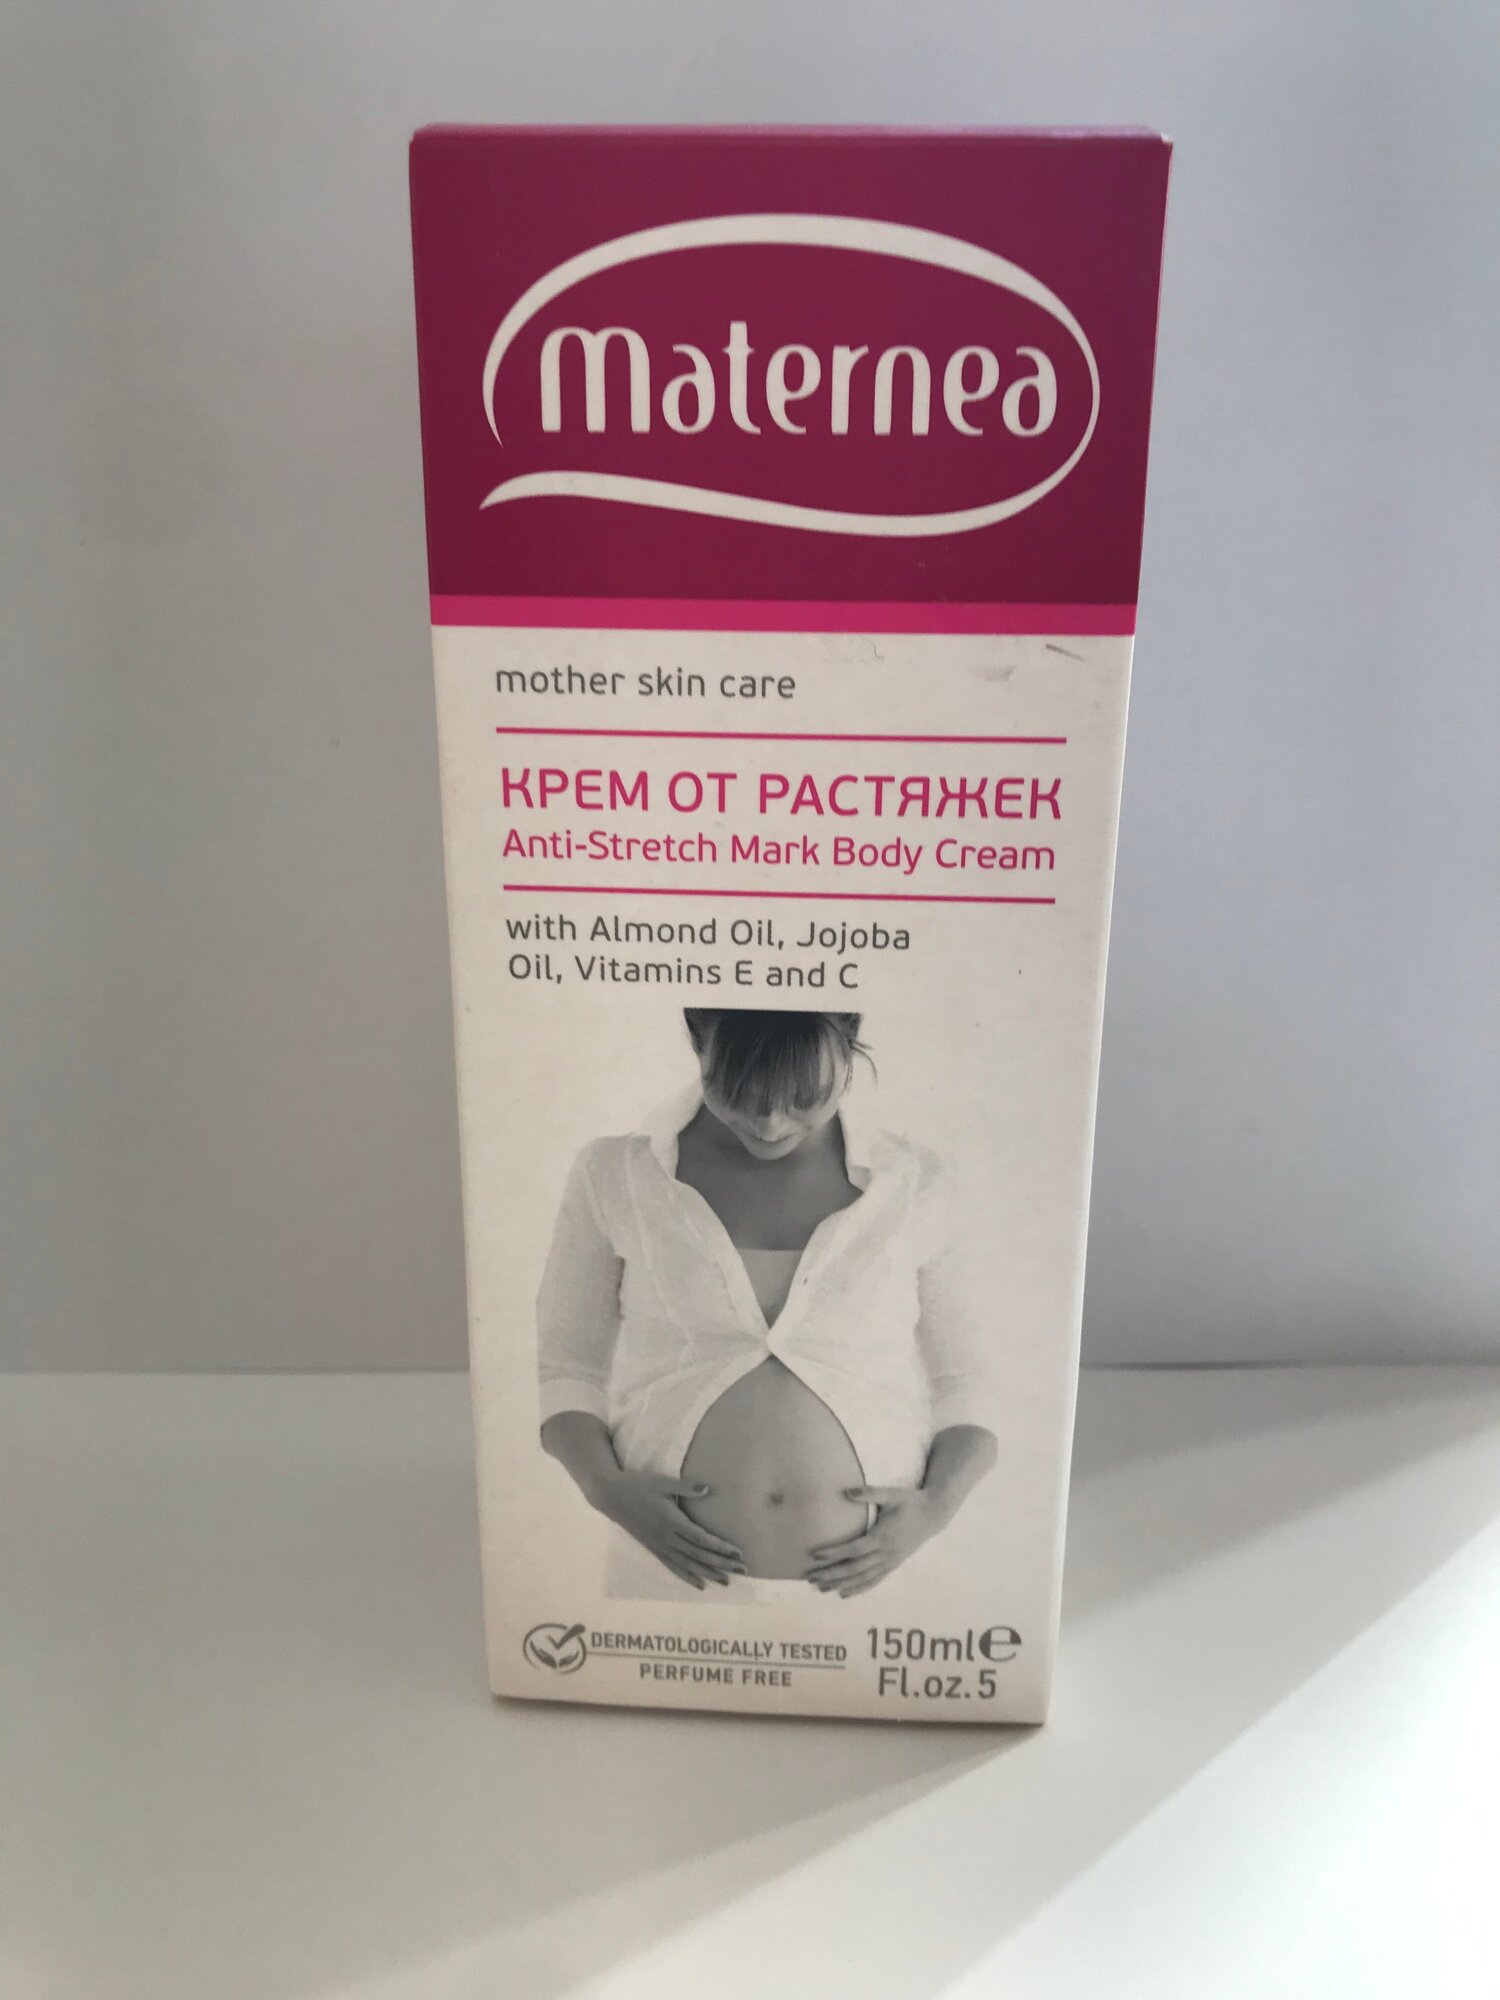 maternea
mother skin care
КРЕМ ОТ РАСТЯЖЕК
Anti-Stretch Mark Body Cream
with Almond Oil, Jojoba
Oil, Vitamins E and C
DERMATOLOGICALLY TESTED
PERFUME FREE
150ml℮
Fl.oz.5